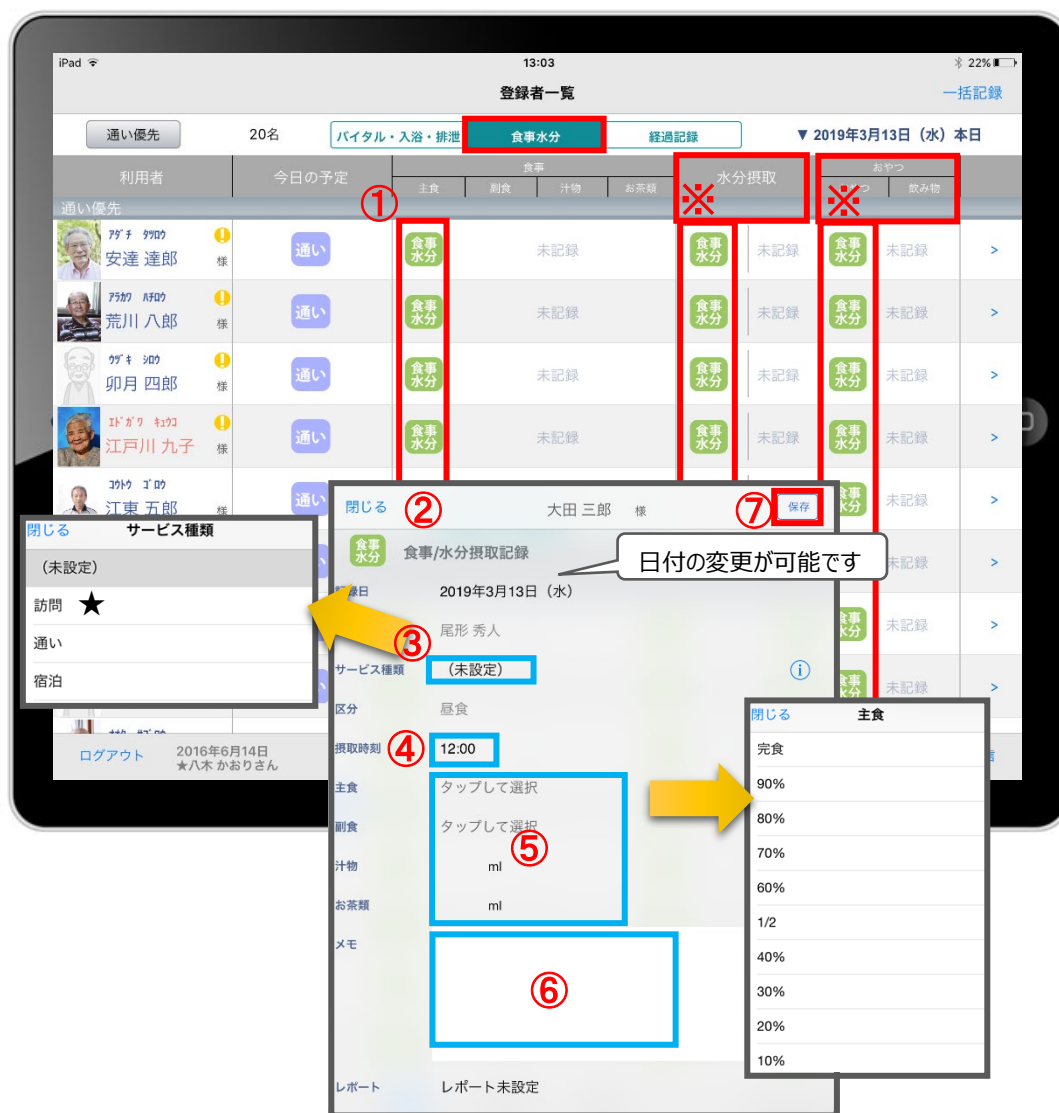 iPad 13:03 22%
登録者一覧 一括記録
通い優先 20名 バイタル・入浴・排泄 食事水分 経過記録 ▼ 2019年3月13日（水）本日
利用者 今日の予定 食事 水分摂取 おやつ
主食 副食 汁物 お茶類 飲み物
① ※ ※
通い優先
ｱﾀﾞﾁ ﾀﾂﾛｳ
安達 達郎 様 通い 食事水分 未記録 食事水分 未記録 食事水分 未記録 >
ｱﾗｶﾜ ﾊﾁﾛｳ
荒川 八郎 様 通い 食事水分 未記録 食事水分 未記録 食事水分 未記録 >
ｳﾂﾞｷ ｼﾛｳ
卯月 四郎 様 通い 食事水分 未記録 食事水分 未記録 食事水分 未記録 >
ｴﾄﾞｶﾞﾜ ｷｭｳｺ
江戸川 九子 様 通い 食事水分 未記録 食事水分 未記録 食事水分 未記録 >
ｺｳﾄｳ ｺﾞﾛｳ
江東 五郎 様 通い 食事水分 未記録 >
未記録 >
食事水分 未記録 >
食事水分 未記録 >
ログアウト 2016年6月14日
★八木 かおりさん
閉じる サービス種類
（未設定）
訪問 ★
通い
宿泊
閉じる ② 大田 三郎 様 ⑦ 保存
食事水分 食事/水分摂取記録
日付の変更が可能です
記録日 2019年3月13日（水）
尾形 秀人
③
サービス種類 （未設定）
区分 昼食
摂取時刻 ④ 12:00
主食 タップして選択
副食 タップして選択
⑤
汁物 ml
お茶類 ml
メモ
⑥
レポート レポート未設定
閉じる 主食
完食
90%
80%
70%
60%
1/2
40%
30%
20%
10%